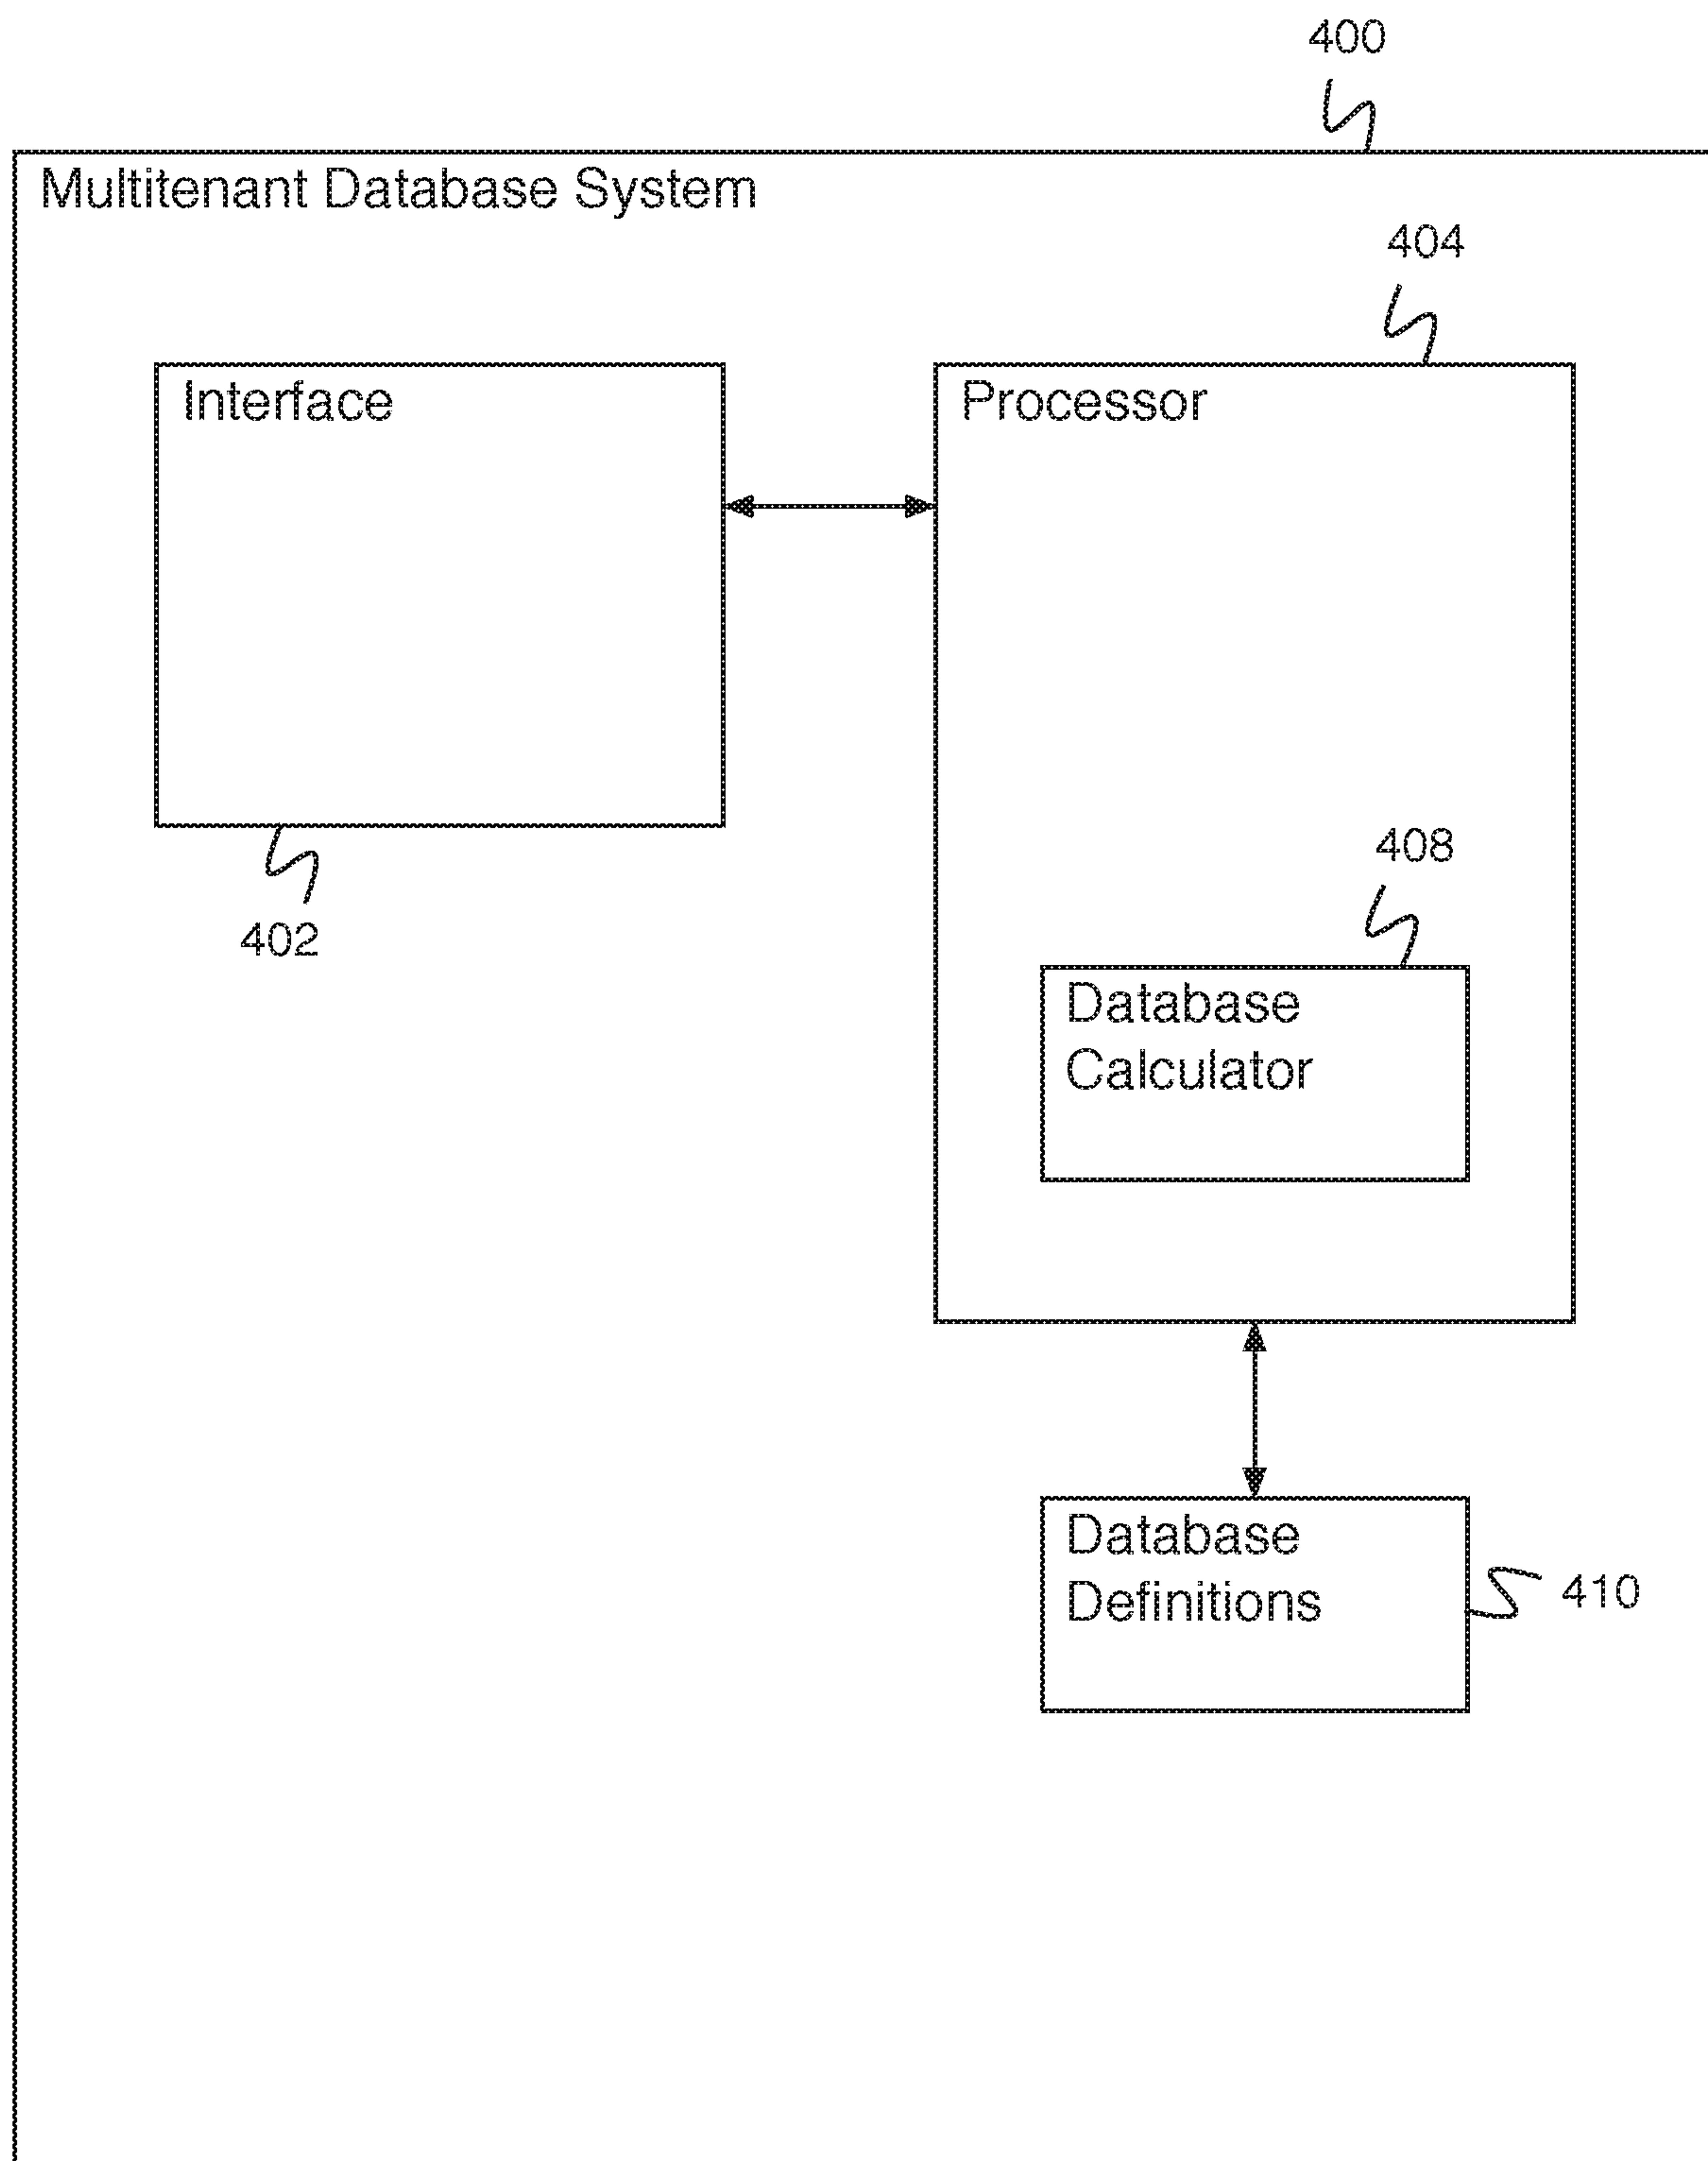 400
Multitenant Database System
404
Interface
Processor
408
402
Database
Calculator
Database
Definitions
410